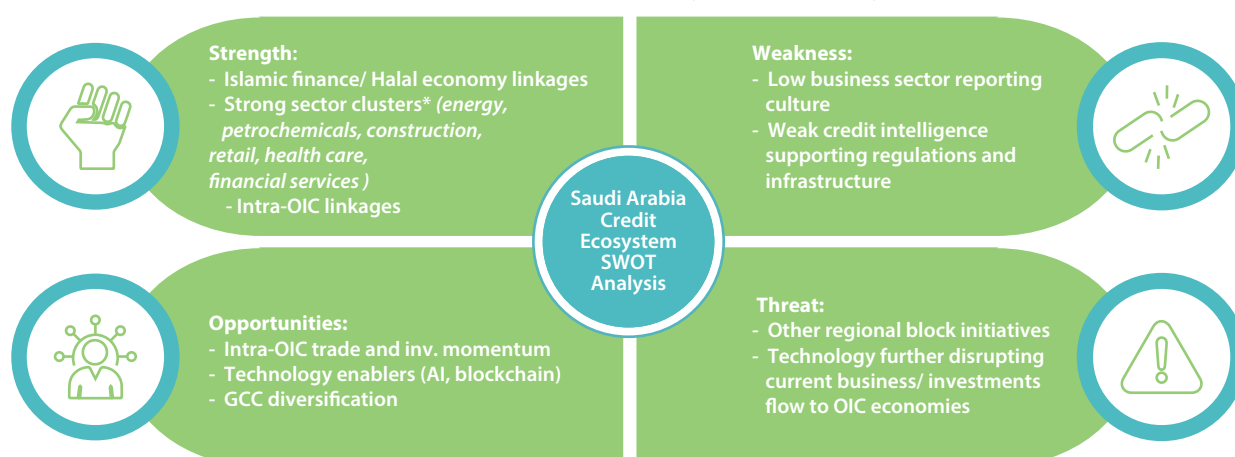 Strength:
- Islamic finance/ Halal economy linkages
- Strong sector clusters* (energy,
petrochemicals, construction,
retail, health care,
financial services )
- Intra-OIC linkages
Weakness:
- Low business sector reporting
culture
- Weak credit intelligence
supporting regulations and
infrastructure
Saudi Arabia
Credit
Ecosystem
SWOT
Analysis
Opportunities:
- Intra-OIC trade and inv. momentum
- Technology enablers (AI, blockchain)
- GCC diversification
Threat:
- Other regional block initiatives
- Technology further disrupting
current business/ investments
flow to OIC economies